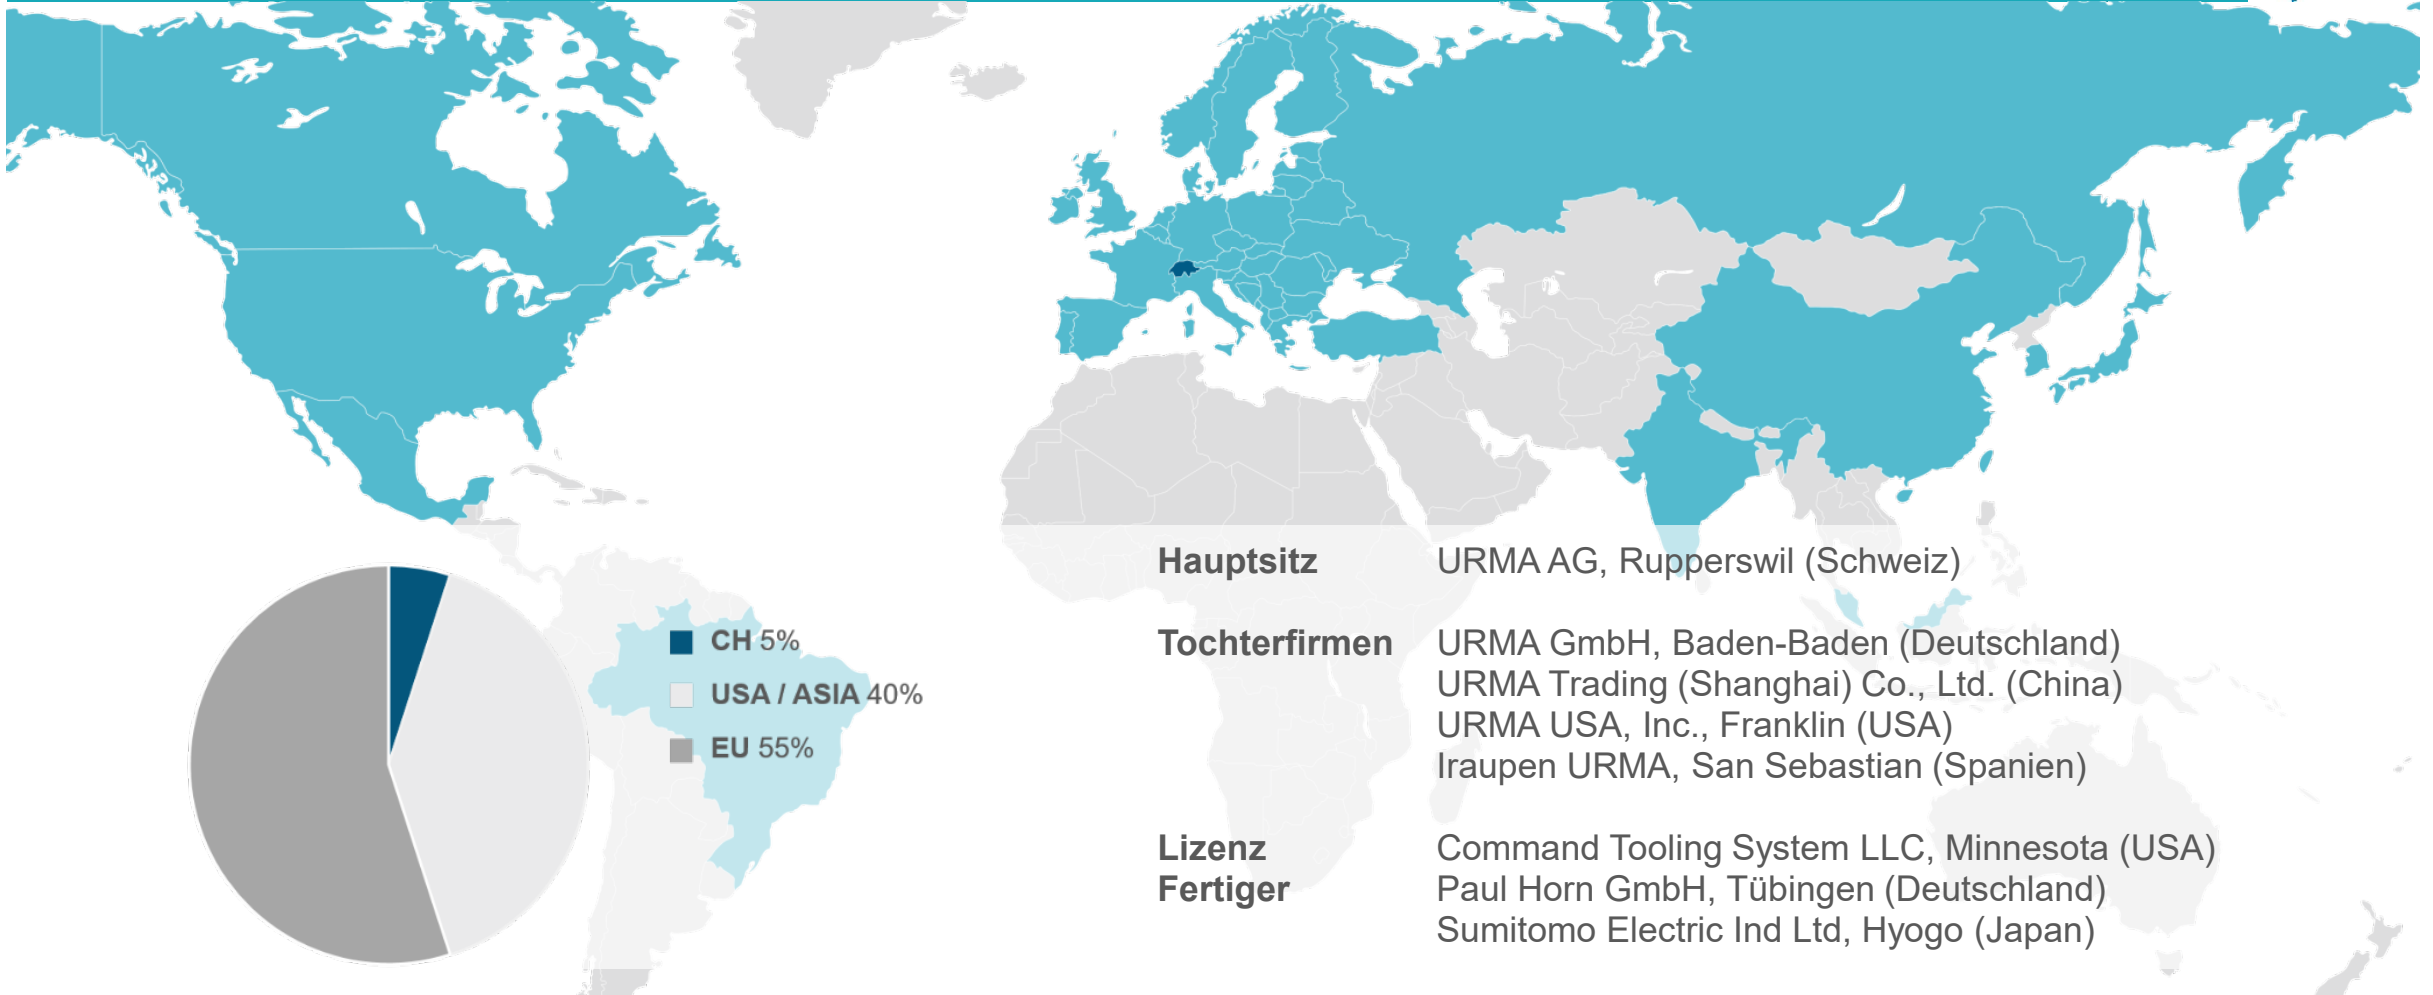 CH 5%
USA / ASIA 40%
EU 55%
Hauptsitz URMA AG, Rupperswil (Schweiz)
Tochterfirmen URMA GmbH, Baden-Baden (Deutschland)
URMA Trading (Shanghai) Co., Ltd. (China)
URMA USA, Inc., Franklin (USA)
Iraupen URMA, San Sebastian (Spanien)
Lizenz Command Tooling System LLC, Minnesota (USA)
Fertiger Paul Horn GmbH, Tübingen (Deutschland)
Sumitomo Electric Ind Ltd, Hyogo (Japan)